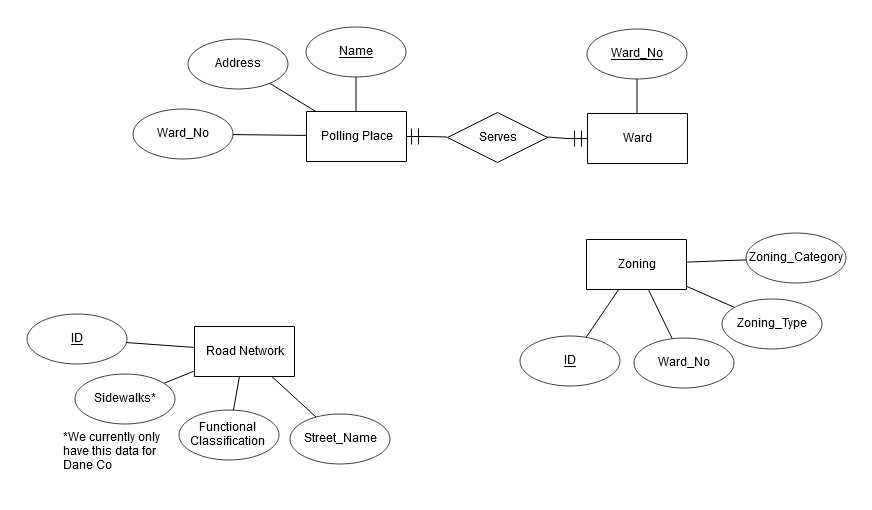 Name
Ward_No
Address
Ward_No
Polling Place
Serves
Ward
Zoning_Category
Zoning
Zoning_Type
ID
Road Network
ID
Ward_No
Sidewalks*
Functional
Classification
Street_Name
*We currently only
have this data for
Dane Co